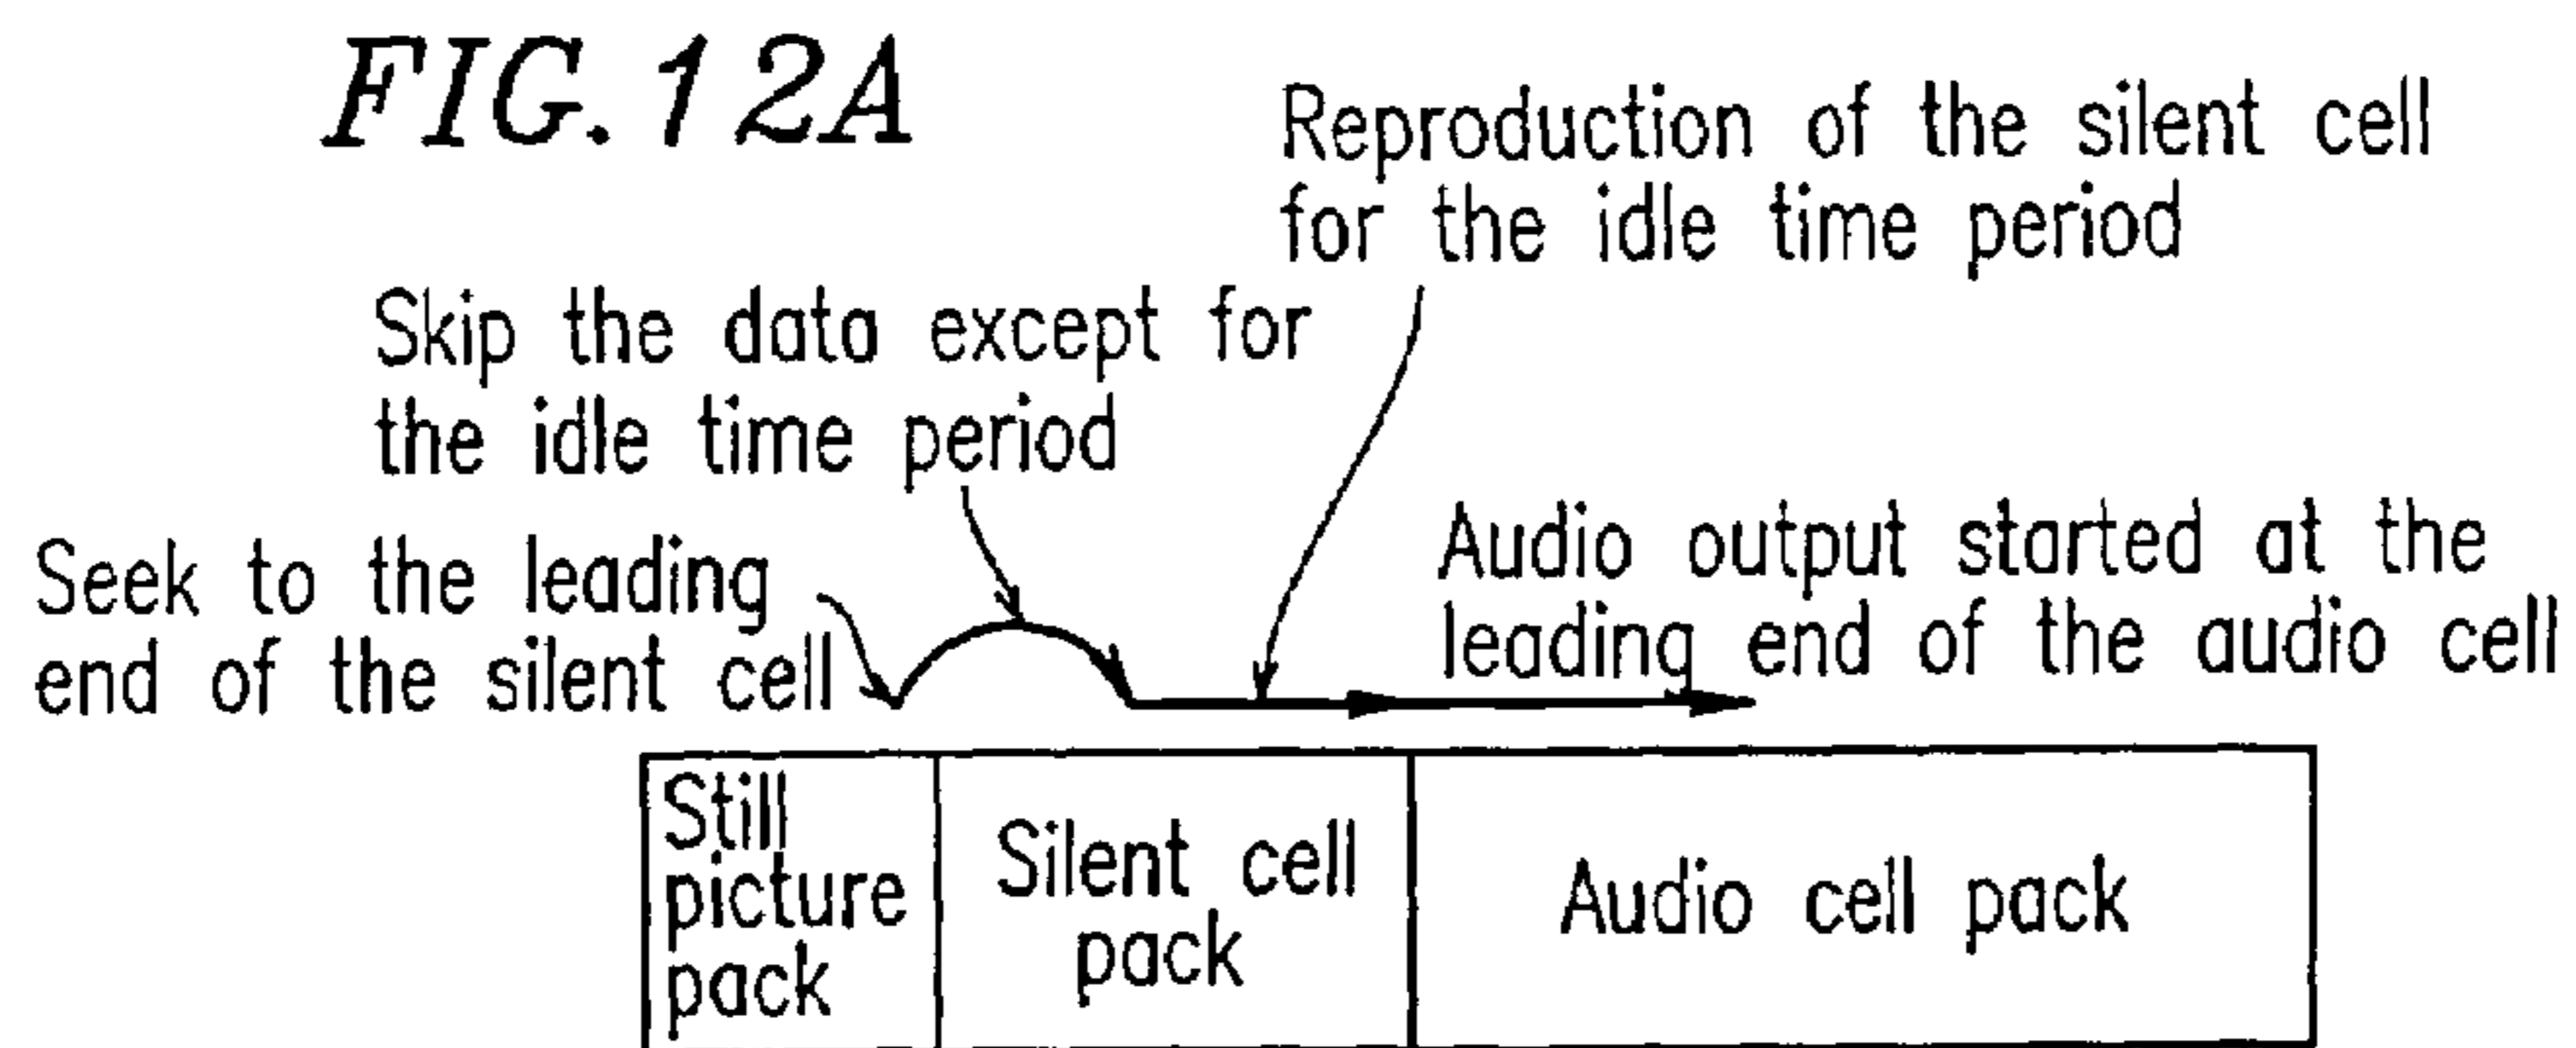 FIG. 12A
Reproduction of the silent cell
for the idle time period
Skip the data except for
the idle time period
Seek to the leading
end of the silent cell
Audio output started at the
leading end of the audio cell
Still
picture
pack
Silent cell
pack
Audio cell pack